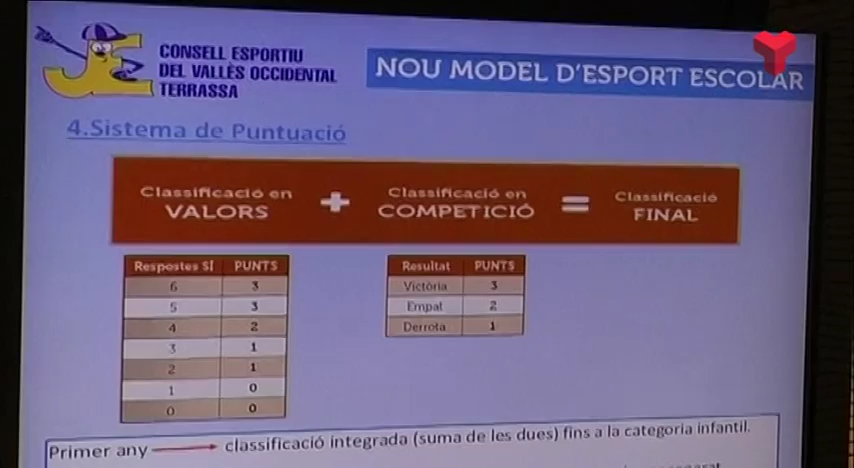 CONSELL ESPORTIU
DEL VALLÈS OCCIDENTAL
TERRASSA
NOU MODEL D'ESPORT ESCOLAR
4.Sistema de Puntuació
Classificació en
VALORS
+
Classificació en
COMPETICIÓ
=
Classificació
FINAL
Respostes SÍ PUNTS
6 3
5 3
4 2
3 1
2 1
1 0
0 0
Resultat PUNTS
Victòria 3
Empat 2
Derrota 1
Primer any classificació integrada (suma de les dues) fins a la categoria infantil.